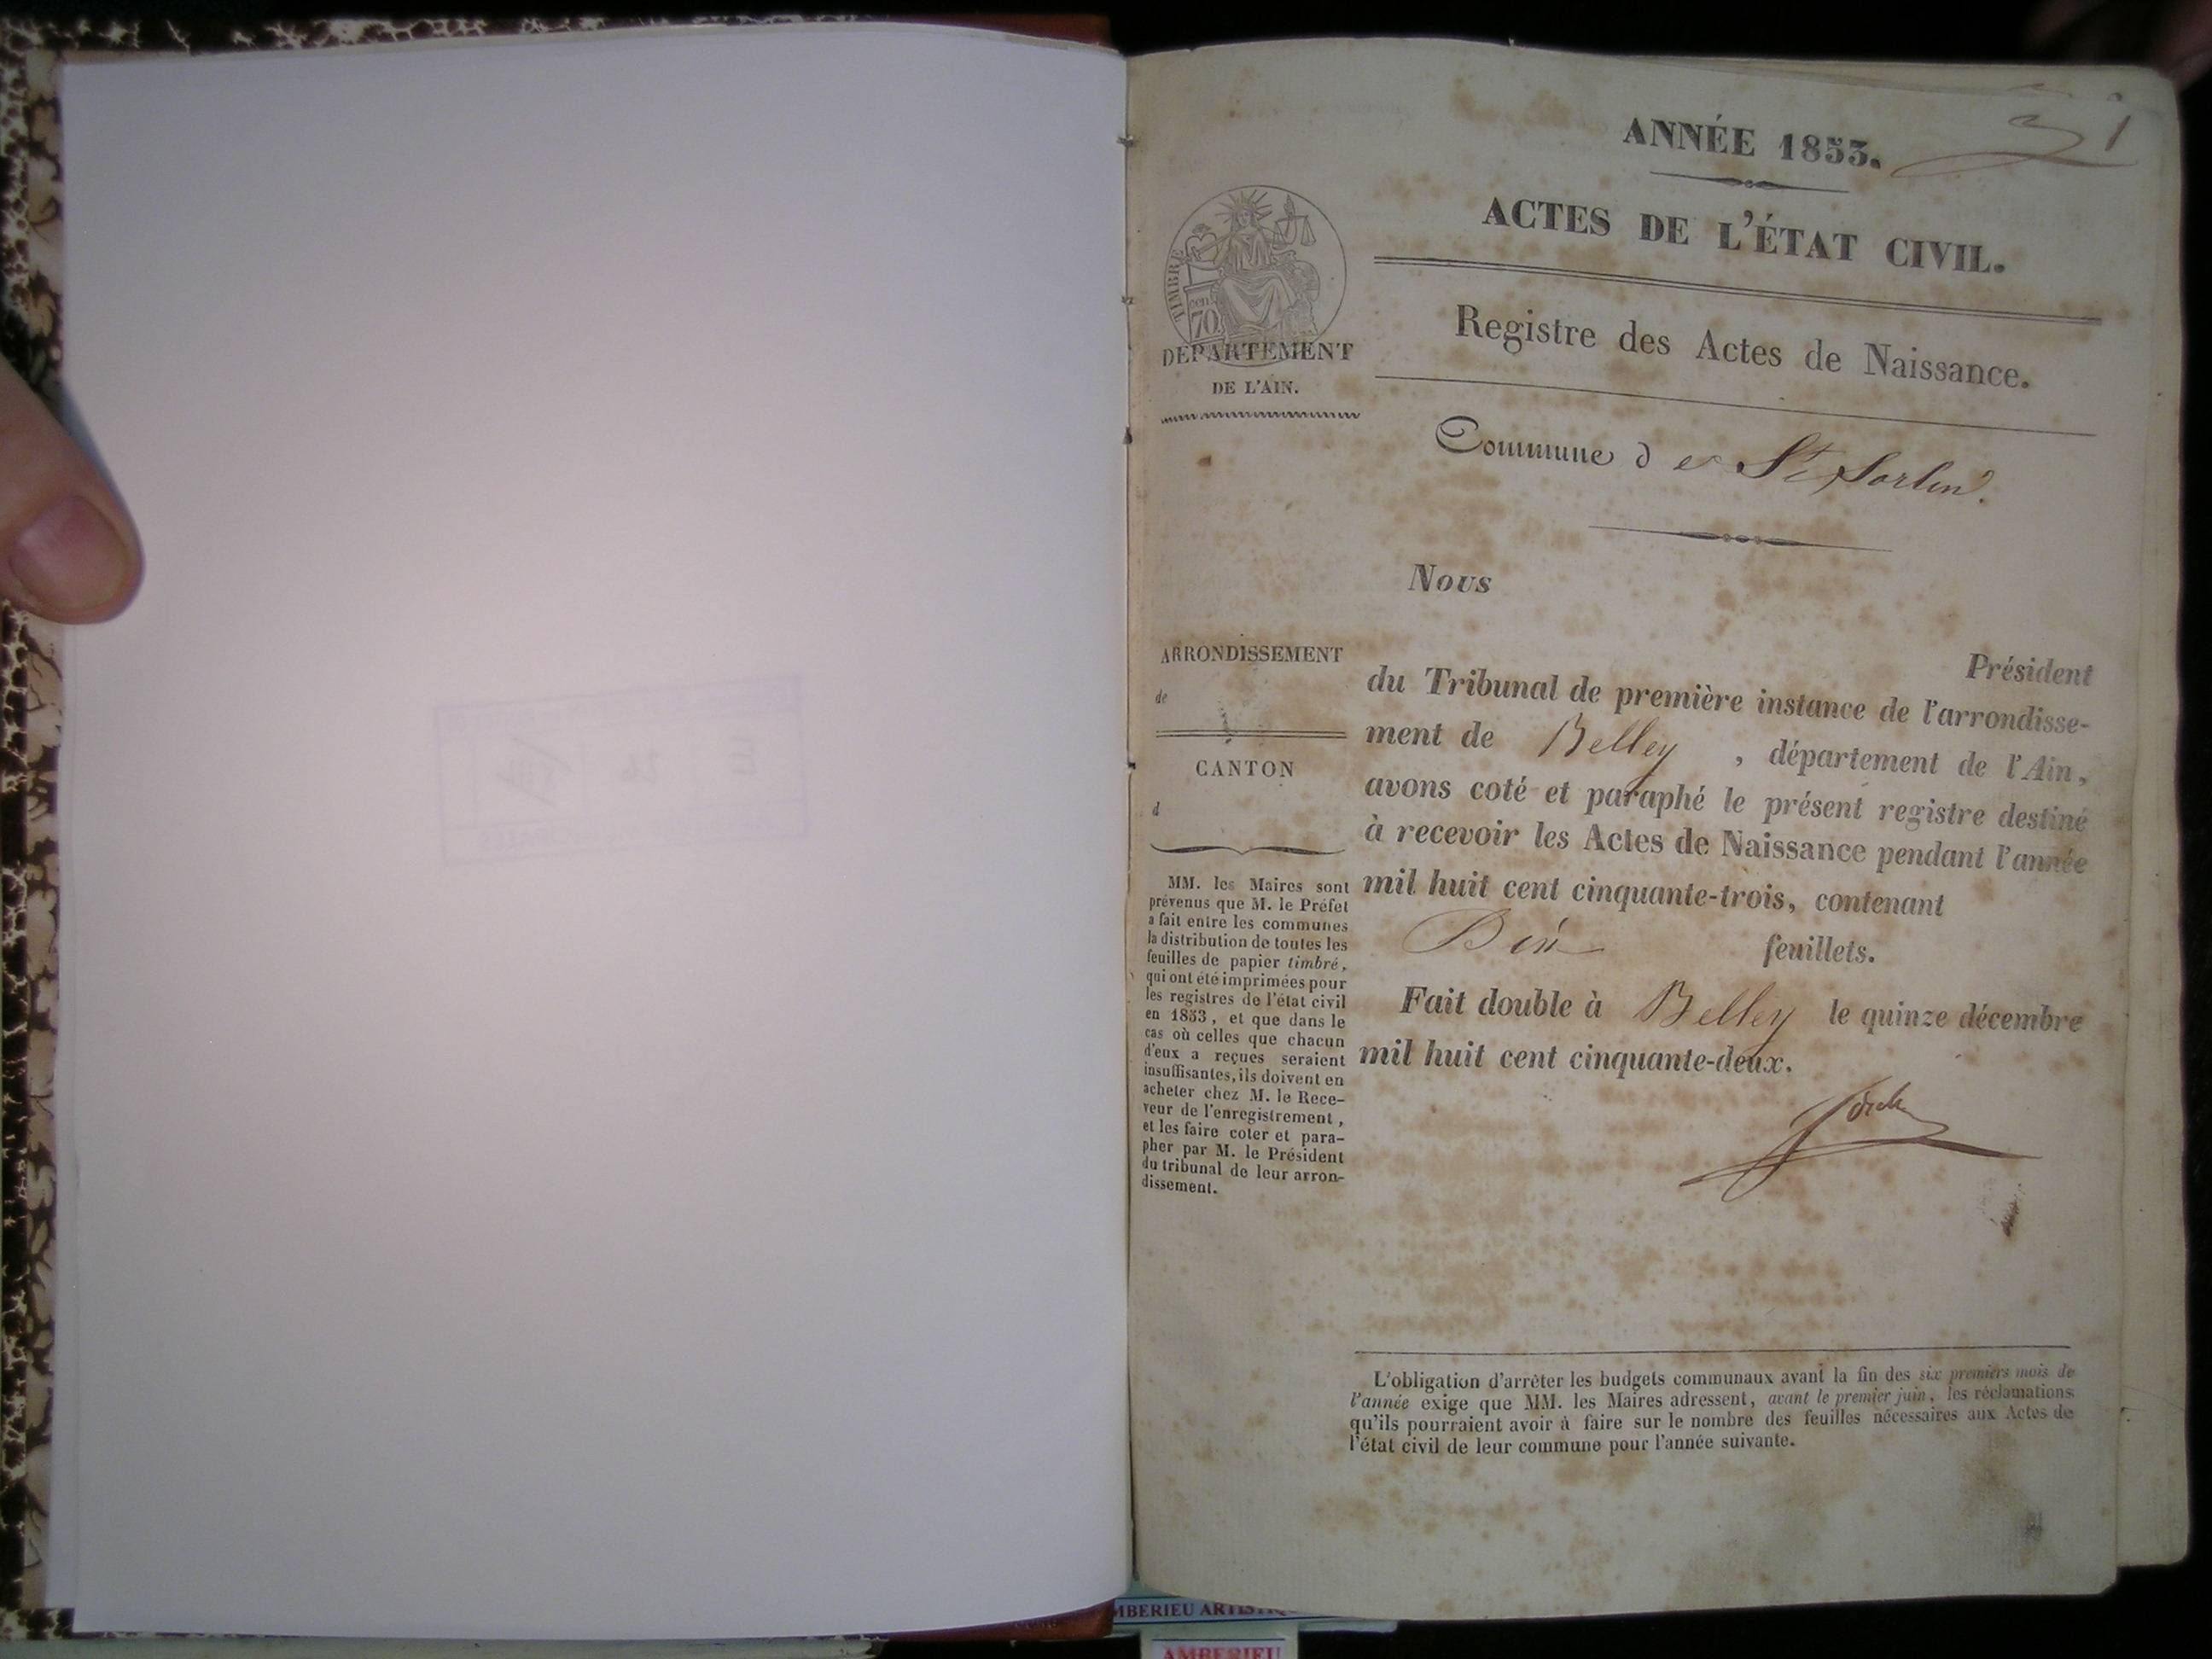 ANNÉE 1853.
1
ACTES DE L'ÉTAT CIVIL.
TIMBRE
cen
70
DÉPARTEMENT
DE L'AIN.
Registre des Actes de Naissance.
Commune de St Sorlin.
Nous
Président
du Tribunal de première instance de l'arrondisse-
ment de Belley, département de l'Ain,
avons coté et paraphé le présent registre destiné
à recevoir les Actes de Naissance pendant l'année
mil huit cent cinquante-trois, contenant
feuillets.
Fait double à Belley le quinze décembre
mil huit cent cinquante-deux.
ARRONDISSEMENT
de
CANTON
d
MM. les Maires sont
prévenus que M. le Préfet
a fait entre les communes
la distribution de toutes les
feuilles de papier timbré,
qui ont été imprimées pour
les registres de l'état civil
en 1853, et que dans le
cas où celles que chacun
d'eux a reçues seraient
insuffisantes, ils doivent en
acheter chez M. le Rece-
veur de l'enregistrement,
et les faire coter et para-
pher par M. le Président
du tribunal de leur arron-
dissement.
L'obligation d'arrêter les budgets communaux avant la fin des six premiers mois de
l'année exige que MM. les Maires adressent, avant le premier juin, les réclamations
qu'ils pourraient avoir à faire sur le nombre des feuilles nécessaires aux Actes de
l'état civil de leur commune pour l'année suivante.
AMBERIEU